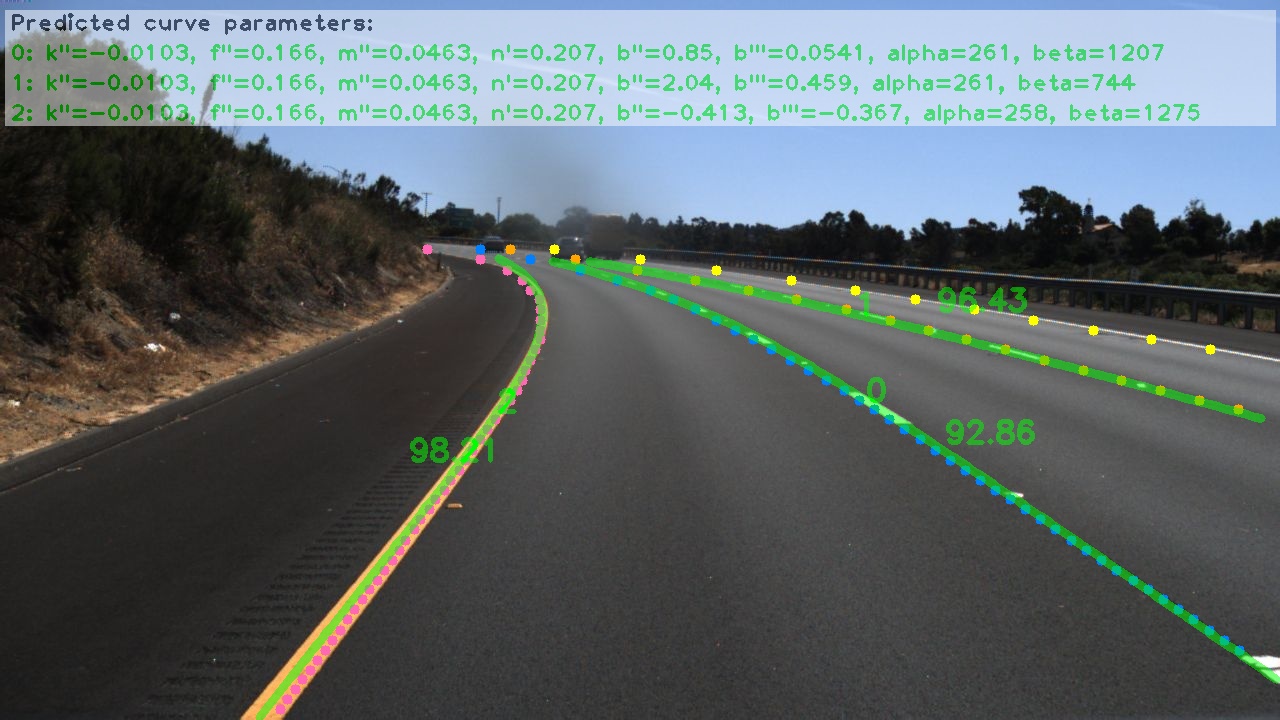 Predicted curve parameters:
0: k''=-0.0103, f''=0.166, m''=0.0463, n'=0.207, b''=0.85, b'''=0.0541, alpha=261, beta=1207
1: k''=-0.0103, f''=0.166, m''=0.0463, n'=0.207, b''=2.04, b'''=0.459, alpha=261, beta=744
2: k''=-0.0103, f''=0.166, m''=0.0463, n'=0.207, b''=-0.413, b'''=-0.367, alpha=258, beta=1275
1 96.43
0
2
92.86
98.21